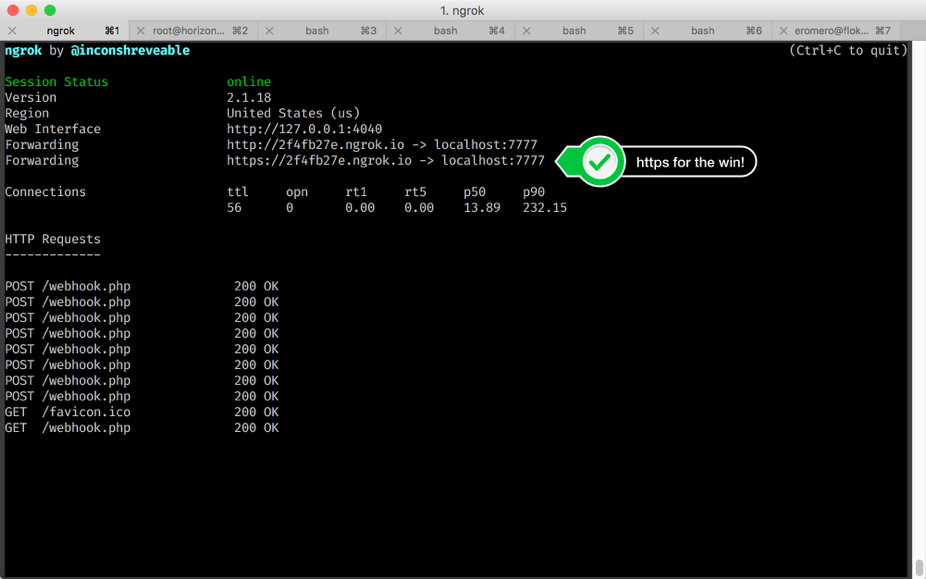 1. ngrok
ngrok ⌘1 root@horizon... ⌘2 bash ⌘3 bash ⌘4 bash ⌘5 bash ⌘6 eromero@flok... ⌘7
ngrok by @inconshreveable (Ctrl+C to quit)
Session Status online
Version 2.1.18
Region United States (us)
Web Interface http://127.0.0.1:4040
Forwarding http://2f4fb27e.ngrok.io -> localhost:7777
Forwarding https://2f4fb27e.ngrok.io -> localhost:7777 https for the win!
Connections ttl opn rt1 rt5 p50 p90
56 0 0.00 0.00 13.89 232.15
HTTP Requests
-------------
POST /webhook.php 200 OK
POST /webhook.php 200 OK
POST /webhook.php 200 OK
POST /webhook.php 200 OK
POST /webhook.php 200 OK
POST /webhook.php 200 OK
POST /webhook.php 200 OK
POST /webhook.php 200 OK
GET /favicon.ico 200 OK
GET /webhook.php 200 OK